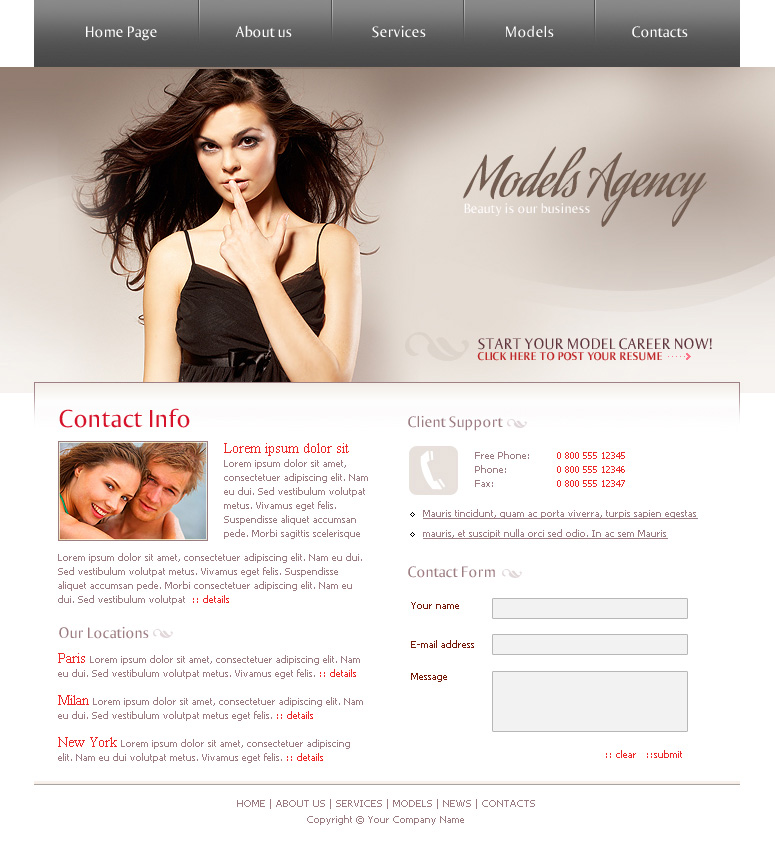 Home Page
About us
Services
Models
Contacts
Models Agency
Beauty is our business
START YOUR MODEL CAREER NOW!
CLICK HERE TO POST YOUR RESUME
Contact Info
Lorem ipsum dolor sit
Lorem ipsum dolor sit amet,
consectetuer adipiscing elit. Nam
eu dui. Sed vestibulum volutpat
metus. Vivamus eget felis.
Suspendisse aliquet accumsan
pede. Morbi sagittis scelerisque
Lorem ipsum dolor sit amet, consectetuer adipiscing elit. Nam eu dui.
Sed vestibulum volutpat metus. Vivamus eget felis. Suspendisse
aliquat accumsan pede. Morbi consectetuer adipiscing elit. Nam eu
dui. Sed vestibulum volutpat :: details
Our Locations
Paris Lorem ipsum dolor sit amet, consectetuer adipiscing elit. Nam
eu dui. Sed vestibulum volutpat metus. Vivamus eget felis. :: details
Milan Lorem ipsum dolor sit amet, consectetuer adipiscing elit. Nam
eu dui. Sed vestibulum volutpat metus eget felis. :: details
New York Lorem ipsum dolor sit amet, consectetuer adipiscing
elit. Nam eu dui volutpat metus. Vivamus eget felis. :: details
Client Support
Free Phone: 0 800 555 12345
Phone: 0 800 555 12346
Fax: 0 800 555 12347
Mauris tincidunt, quam ac porta viverra, turpis sapien egestas
mauris, et suscipit nulla orci sed odio. In ac sem Mauris
Contact Form
Your name
E-mail address
Message
:: clear ::submit
HOME | ABOUT US | SERVICES | MODELS | NEWS | CONTACTS
Copyright © Your Company Name